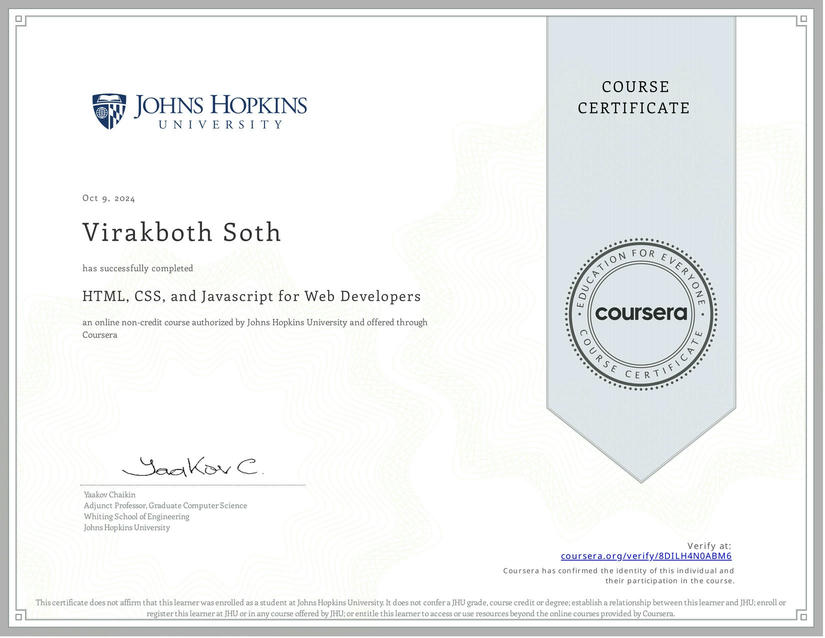 JOHNS HOPKINS
UNIVERSITY
COURSE
CERTIFICATE
Oct 9, 2024
Virakboth Soth
has successfully completed
HTML, CSS, and Javascript for Web Developers
an online non-credit course authorized by Johns Hopkins University and offered through
Coursera
EDUCATION FOR EVERYONE
coursera
COURSE CERTIFICATE
Yaakov C.
Yaakov Chaikin
Adjunct Professor, Graduate Computer Science
Whiting School of Engineering
Johns Hopkins University
Verify at:
coursera.org/verify/8DILH4N0ABM6
Coursera has confirmed the identity of this individual and
their participation in the course.
This certificate does not affirm that this learner was enrolled as a student at Johns Hopkins University. It does not confer a JHU grade, course credit or degree; establish a relationship between this learner and JHU; enroll or
register this learner at JHU or in any course offered by JHU; or entitle this learner to access or use resources beyond the online courses provided by Coursera.